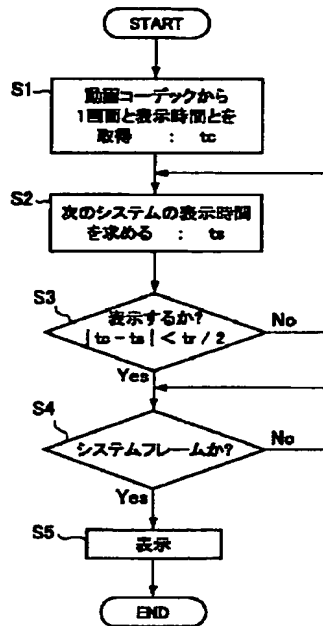 START
S1
動画コーデックから
1画面と表示時間とを
取得 : tc
S2
次のシステムの表示時間
を求める : ts
S3
表示するか?
|tc-ts|<tr/2
No
Yes
S4
システムフレームか?
No
Yes
S5
表示
END